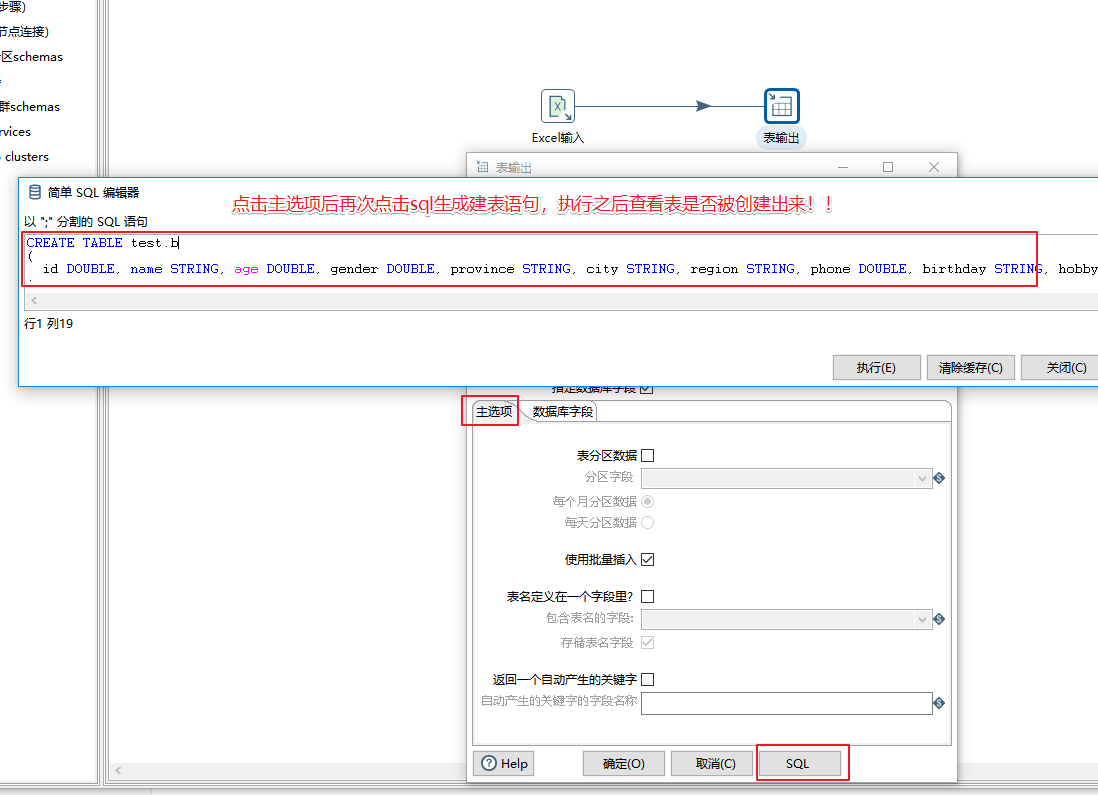 步骤)
节点连接)
区schemas
群schemas
rvices
clusters
Excel输入
表输出
表输出
简单 SQL 编辑器
点击主选项后再次点击sql生成建表语句，执行之后查看表是否被创建出来！！
以 ";" 分割的 SQL 语句
CREATE TABLE test.b
(
id DOUBLE, name STRING, age DOUBLE, gender DOUBLE, province STRING, city STRING, region STRING, phone DOUBLE, birthday STRING, hobby
行1 列19
执行(E)
清除缓存(C)
关闭(C)
指定数据库字段
主选项
数据库字段
表分区数据
分区字段
每个月分区数据
每天分区数据
使用批量插入
表名定义在一个字段里?
包含表名的字段:
存储表名字段
返回一个自动产生的关键字
自动产生的关键字的字段名称
Help
确定(O)
取消(C)
SQL